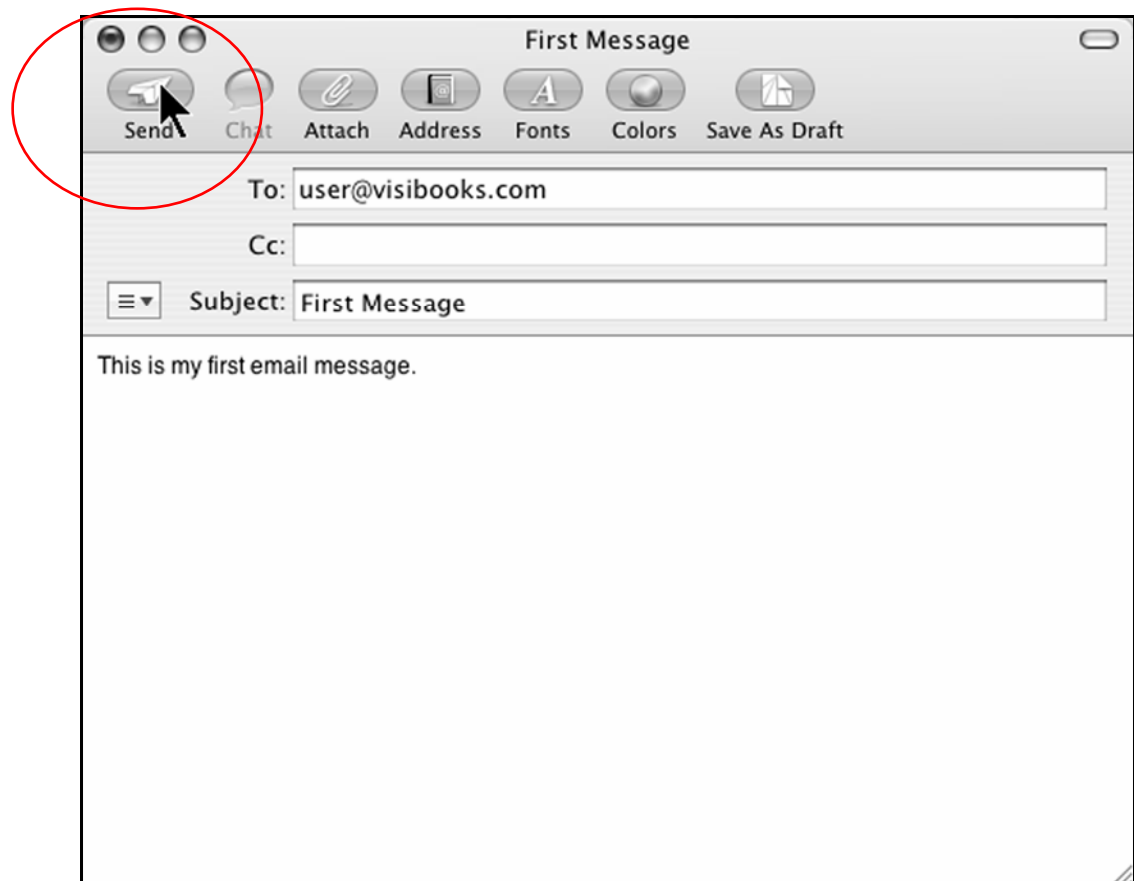 First Message
Send Chat Attach Address Fonts Colors Save As Draft
To: user@visibooks.com
Cc:
Subject: First Message
This is my first email message.